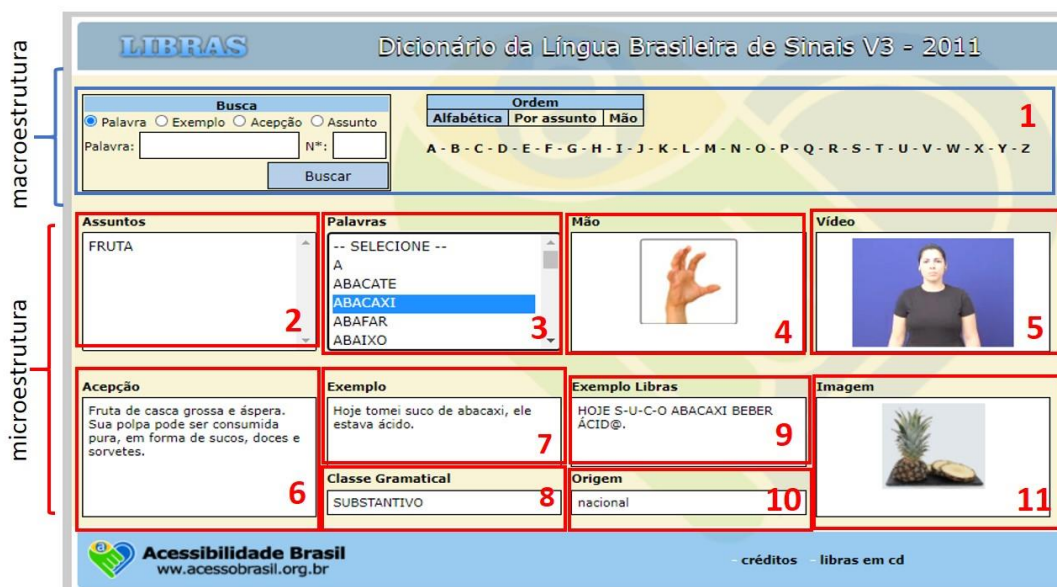 macroestrutura
LIBRAS Dicionário da Língua Brasileira de Sinais V3 - 2011
Busca
Palavra Exemplo Acepção Assunto
Palavra: N*:
Buscar
Ordem
Alfabética Por assunto Mão
A - B - C - D - E - F - G - H - I - J - K - L - M - N - O - P - Q - R - S - T - U - V - W - X - Y - Z
1
microestrutura
Assuntos
FRUTA
2
Palavras
-- SELECIONE --
A
ABACATE
ABACAXI
ABAFAR
ABAIXO
3
Mão
4
Vídeo
5
Acepção
Fruta de casca grossa e áspera.
Sua polpa pode ser consumida
pura, em forma de sucos, doces e
sorvetes.
6
Exemplo
Hoje tomei suco de abacaxi, ele
estava ácido.
7
Classe Gramatical
SUBSTANTIVO
8
Exemplo Libras
HOJE S-U-C-O ABACAXI BEBER
ÁCID@.
9
Origem
nacional
10
Imagem
11
a
Acessibilidade Brasil
ww.acessobrasil.org.br
- créditos - libras em cd